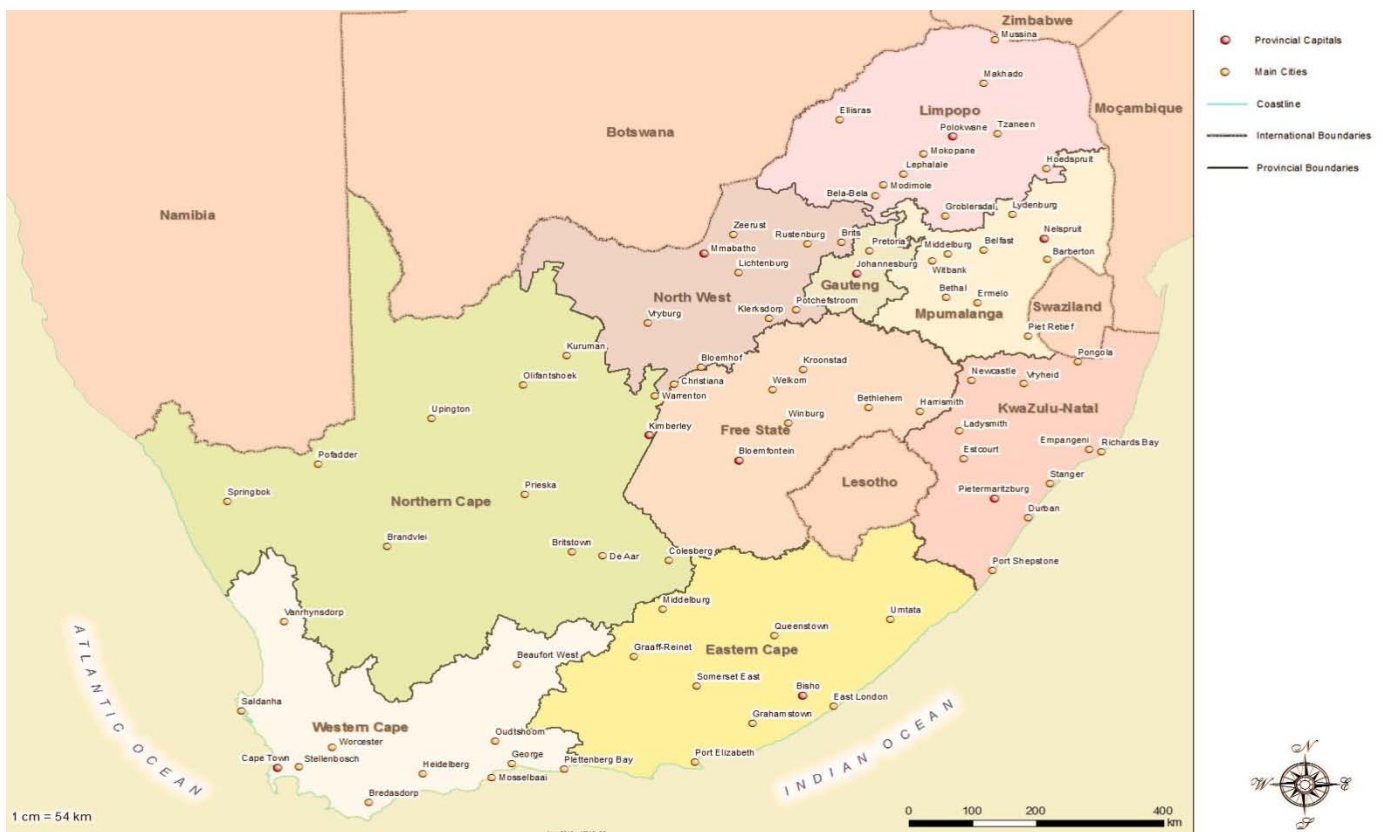 Zimbabwe
Mussina
Makhado
Moçambique
Ellisras
Limpopo
Polokwane
Tzaneen
Botswana
Mokopane
Hoedspruit
Lephalale
Modimole
Bela-Bela
Namibia
Groblersdal
Lydenburg
Zeerust
Rustenburg
Brits
Pretoria
Middelburg
Belfast
Nelspruit
Mmabatho
Lichtenburg
Johannesburg
Witbank
Barberton
Gauteng
North West
Bethal
Ermelo
Swaziland
Potchefstroom
Klerksdorp
Mpumalanga
Vryburg
Piet Retief
Kuruman
Bloemhof
Kroonstad
Pongola
Olifantshoek
Christiana
Welkom
Newcastle
Vryheid
Warrenton
Bethlehem
Harrismith
KwaZulu-Natal
Upington
Winburg
Kimberley
Free State
Ladysmith
Empangeni
Richards Bay
Bloemfontein
Estcourt
Pofadder
Lesotho
Stanger
Springbok
Prieska
Northern Cape
Pietermaritzburg
Durban
Brandvlei
Britstown
De Aar
Colesberg
Port Shepstone
Vanrhynsdorp
Middelburg
Umtata
Queenstown
Graaff-Reinet
Eastern Cape
Beaufort West
Somerset East
Bisho
East London
Saldanha
Western Cape
Grahamstown
Oudtshoorn
Worcester
Cape Town
Stellenbosch
Heidelberg
George
Plettenberg Bay
Port Elizabeth
Mosselbaai
Bredasdorp
ATLANTIC OCEAN
INDIAN OCEAN
1 cm = 54 km
0 100 200 400
km
Provincial Capitals
Main Cities
Coastline
International Boundaries
Provincial Boundaries
N
W E
S